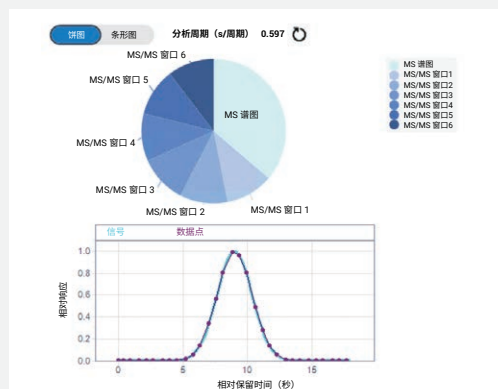 饼图 条形图 分析周期（s/周期） 0.597
MS/MS 窗口 6
MS/MS 窗口 5
MS/MS 窗口 4
MS/MS 窗口 3
MS/MS 窗口 2
MS/MS 窗口 1
MS 谱图
MS 谱图
MS/MS 窗口1
MS/MS 窗口2
MS/MS 窗口3
MS/MS 窗口4
MS/MS 窗口5
MS/MS 窗口6
信号 数据点
相对响应
1.0
0.8
0.6
0.4
0.2
0.0
0 5 10 15
相对保留时间（秒）